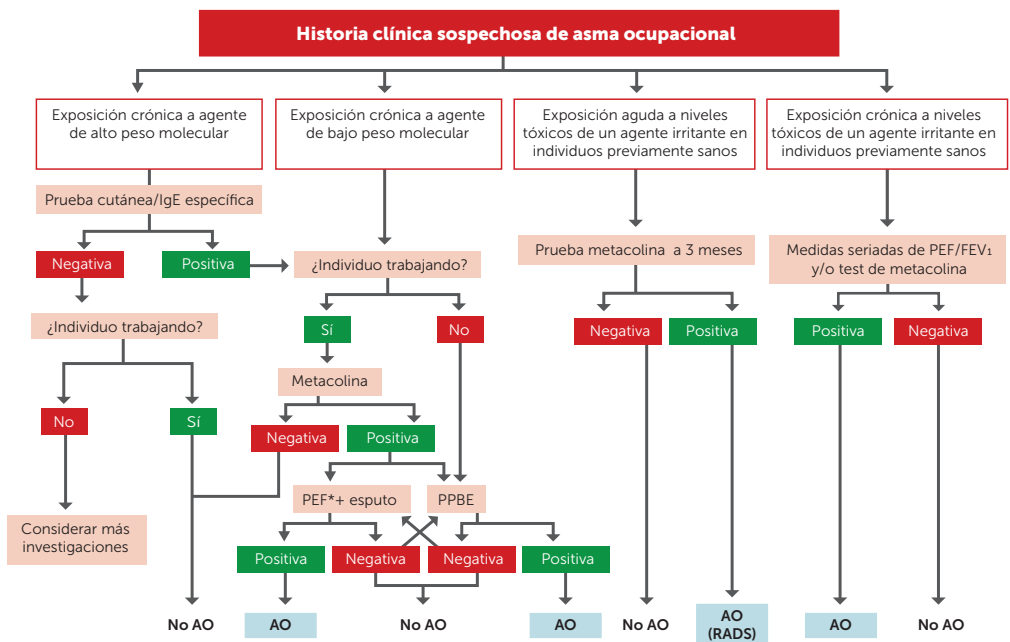 Historia clínica sospechosa de asma ocupacional
Exposición crónica a agente
de alto peso molecular
Exposición crónica a agente
de bajo peso molecular
Exposición aguda a niveles
tóxicos de un agente irritante en
individuos previamente sanos
Exposición crónica a niveles
tóxicos de un agente irritante en
individuos previamente sanos
Prueba cutánea/IgE específica
Negativa
Positiva
¿Individuo trabajando?
Prueba metacolina a 3 meses
Medidas seriadas de PEF/FEV₁
y/o test de metacolina
¿Individuo trabajando?
Sí
No
Negativa
Positiva
Positiva
Negativa
Metacolina
No
Sí
Negativa
Positiva
PEF*+ esputo
PPBE
Considerar más
investigaciones
Positiva
Negativa
Negativa
Positiva
No AO
AO
No AO
AO
No AO
AO
(RADS)
AO
No AO